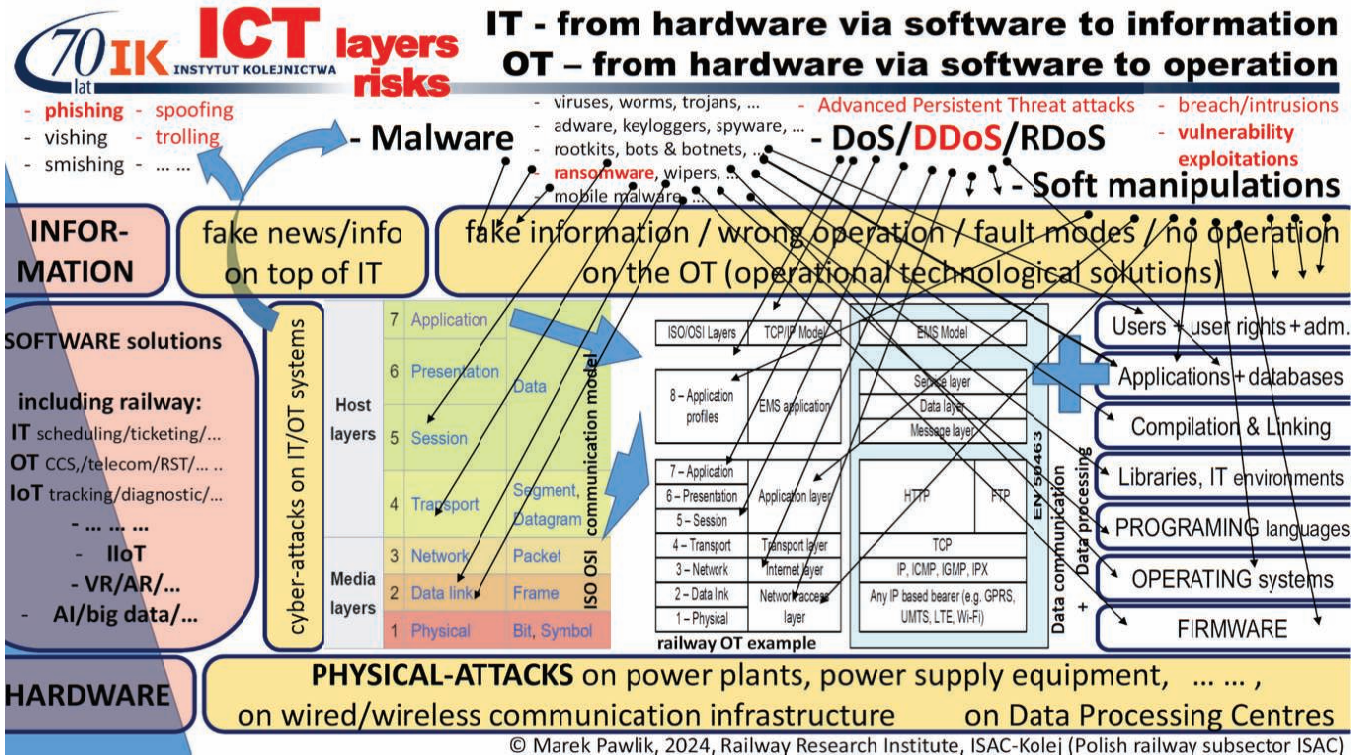 70 lat
IK
INSTYTUT KOLEJNICTWA
ICT layers
risks
IT - from hardware via software to information
OT – from hardware via software to operation
- phishing - spoofing
- vishing - trolling
- smishing - ... ...
- Malware
- viruses, worms, trojans, ...
- adware, keyloggers, spyware, ...
- rootkits, bots & botnets, ...
- ransomware, wipers, ...
- mobile malware, ...
- Advanced Persistent Threat attacks
- DoS/DDoS/RDoS
- breach/intrusions
- vulnerability
exploitations
- Soft manipulations
INFOR-
MATION
fake news/info
on top of IT
fake information / wrong operation / fault modes / no operation
on the OT (operational technological solutions)
SOFTWARE solutions
including railway:
IT scheduling/ticketing/...
OT CCS,/telecom/RST/... ..
IoT tracking/diagnostic/...
- ... ... ...
- IIoT
- VR/AR/...
- AI/big data/...
cyber-attacks on IT/OT systems
Host
layers
Media
layers
7 Application
6 Presentation
5 Session
4 Transport
3 Network
2 Data link
1 Physical
Data
Segment,
Datagram
Packet
Frame
Bit, Symbol
ISO OSI communication model
ISO/OSI Layers TCP/IP Model EMS Model
8 – Application
profiles
EMS application
Service layer
Data layer
Message layer
7 – Application
6 – Presentation
5 – Session
Application layer
HTTP FTP
4 – Transport Transport layer TCP
3 – Network Internet layer IP, ICMP, IGMP, IPX
2 – Data lnk
1 – Physical
Network access
layer
Any IP based bearer (e.g. GPRS,
UMTS, LTE, Wi-Fi)
railway OT example
EN 50463
Data communication
+ Data processing
Users + user rights + adm.
Applications + databases
Compilation & Linking
Libraries, IT environments
PROGRAMING languages
OPERATING systems
FIRMWARE
HARDWARE
PHYSICAL-ATTACKS on power plants, power supply equipment, ... ... ,
on wired/wireless communication infrastructure on Data Processing Centres
© Marek Pawlik, 2024, Railway Research Institute, ISAC-Kolej (Polish railway subsector ISAC)